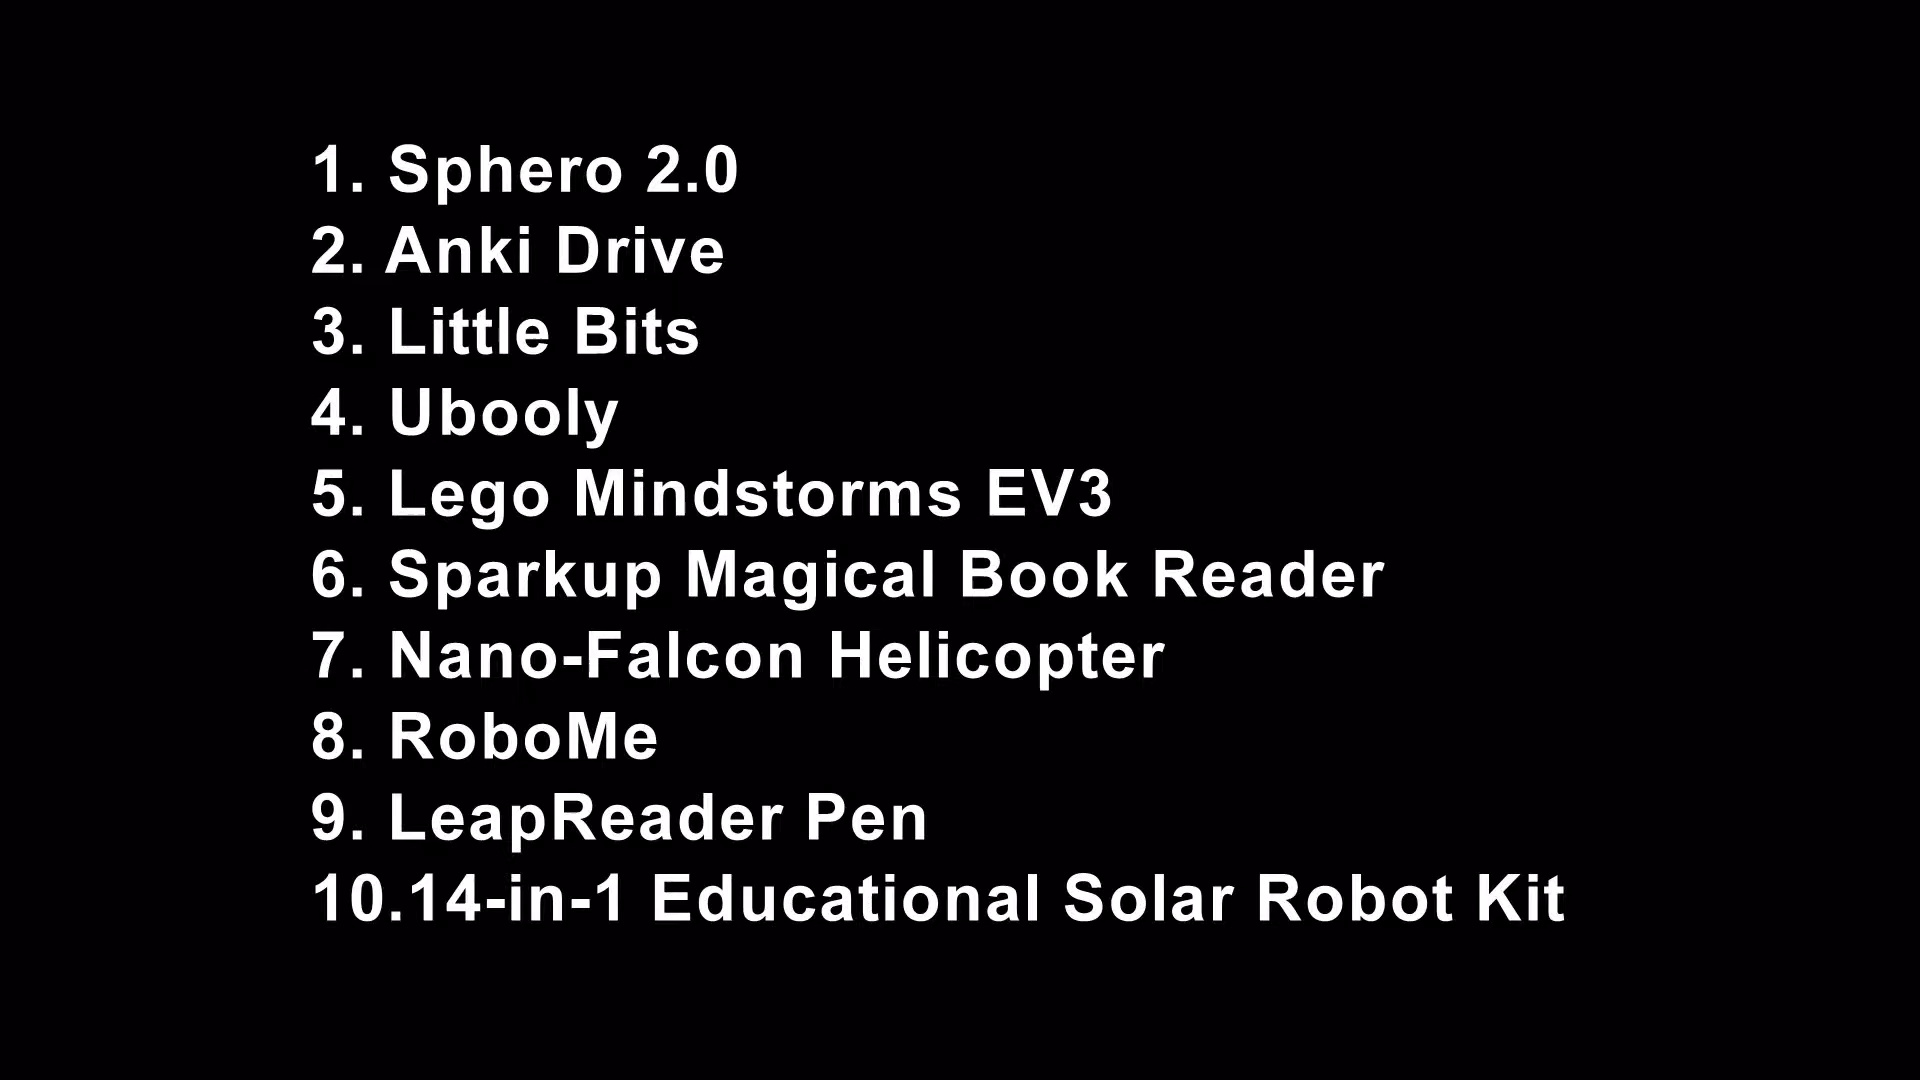 1. Sphero 2.0
2. Anki Drive
3. Little Bits
4. Ubooly
5. Lego Mindstorms EV3
6. Sparkup Magical Book Reader
7. Nano-Falcon Helicopter
8. RoboMe
9. LeapReader Pen
10.14-in-1 Educational Solar Robot Kit